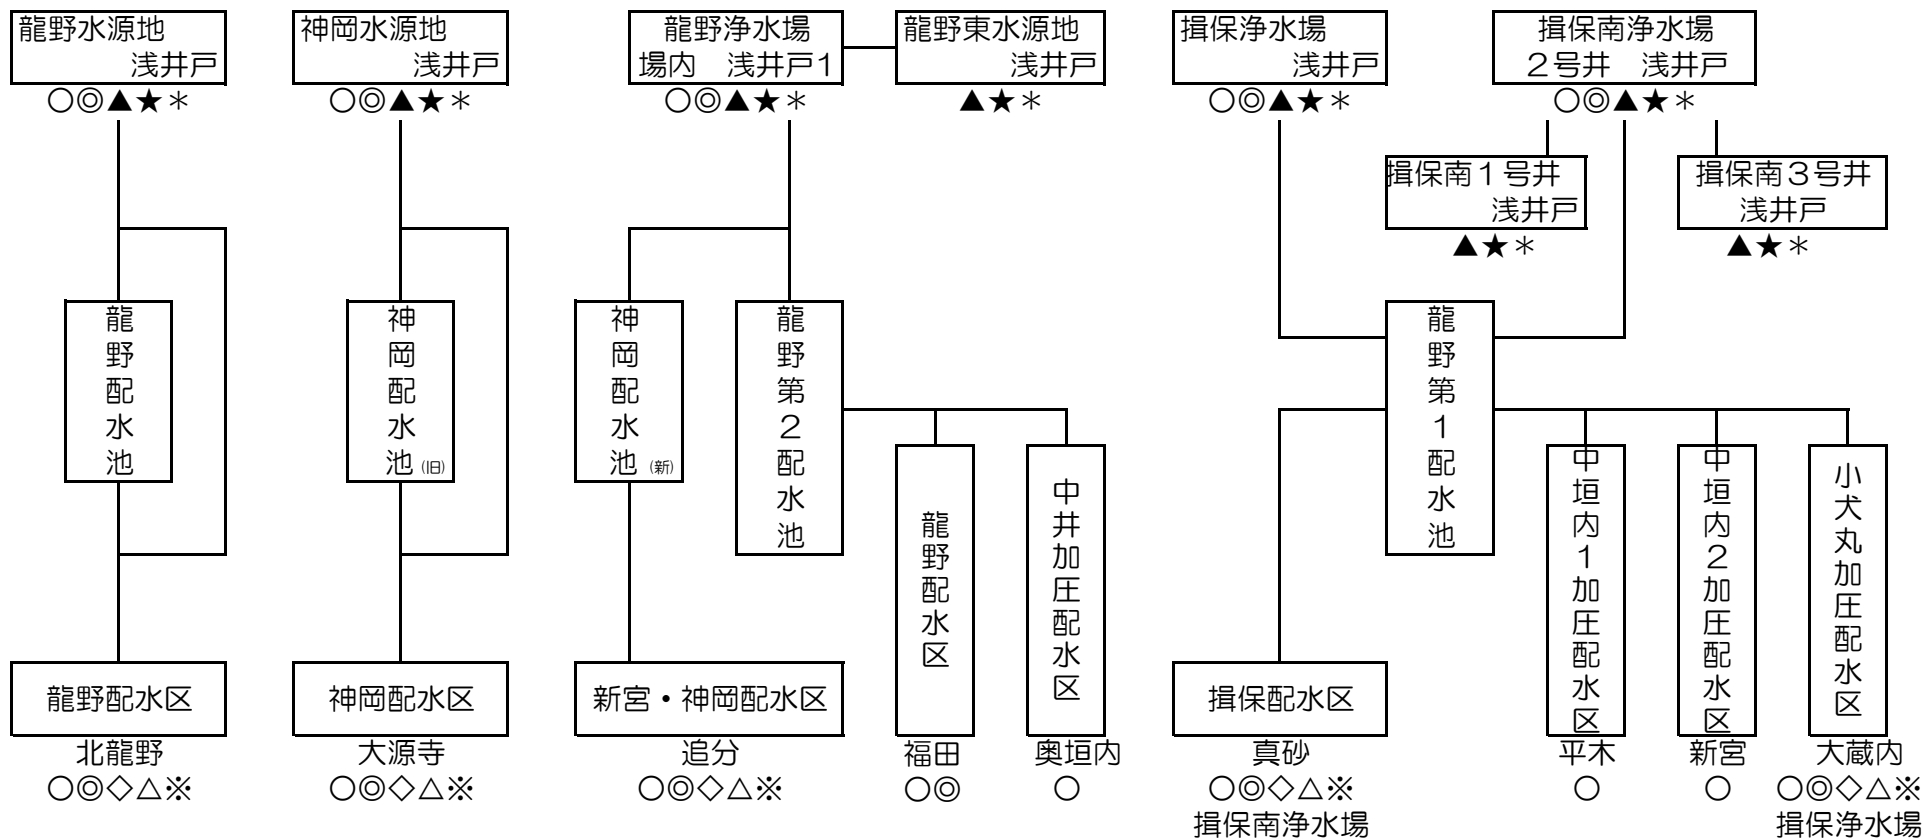 龍野水源地
浅井戸
○◎▲★＊
神岡水源地
浅井戸
○◎▲★＊
龍野浄水場
場内　浅井戸1
○◎▲★＊
龍野東水源地
浅井戸
▲★＊
揖保浄水場
浅井戸
○◎▲★＊
揖保南浄水場
２号井　浅井戸
○◎▲★＊
揖保南１号井
浅井戸
▲★＊
揖保南３号井
浅井戸
▲★＊
龍野配水池
神岡配水池(旧)
神岡配水池(新)
龍野第２配水池
龍野第１配水池
龍野配水区
中井加圧配水区
中垣内１加圧配水区
中垣内２加圧配水区
小犬丸加圧配水区
龍野配水区
北龍野
○◎◇△※
神岡配水区
大源寺
○◎◇△※
新宮・神岡配水区
追分
○◎◇△※
福田
○◎
奥垣内
○
揖保配水区
真砂
○◎◇△※
揖保南浄水場
平木
○
新宮
○
大蔵内
○◎◇△※
揖保浄水場